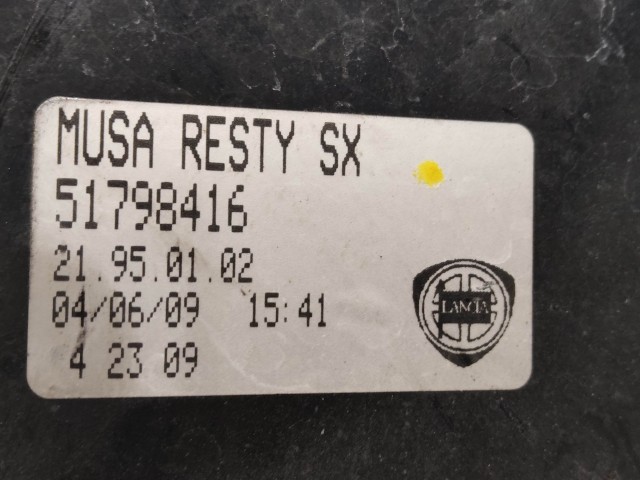 MUSA RESTY SX
51798416
21.95.01.02
04/06/09 15:41
4 23 09
LANCIA